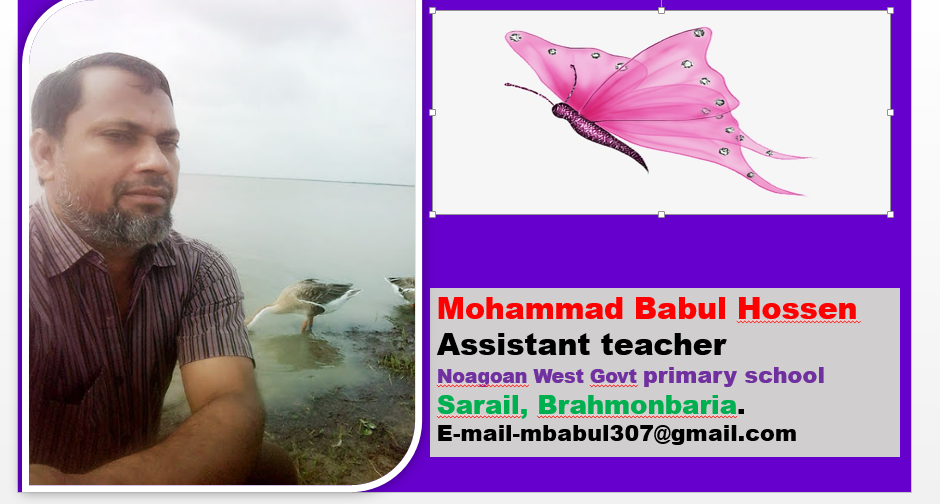 Mohammad Babul Hossen
Assistant teacher
Noagoan West Govt primary school
Sarail, Brahmonbaria.
E-mail-mbabul307@gmail.com